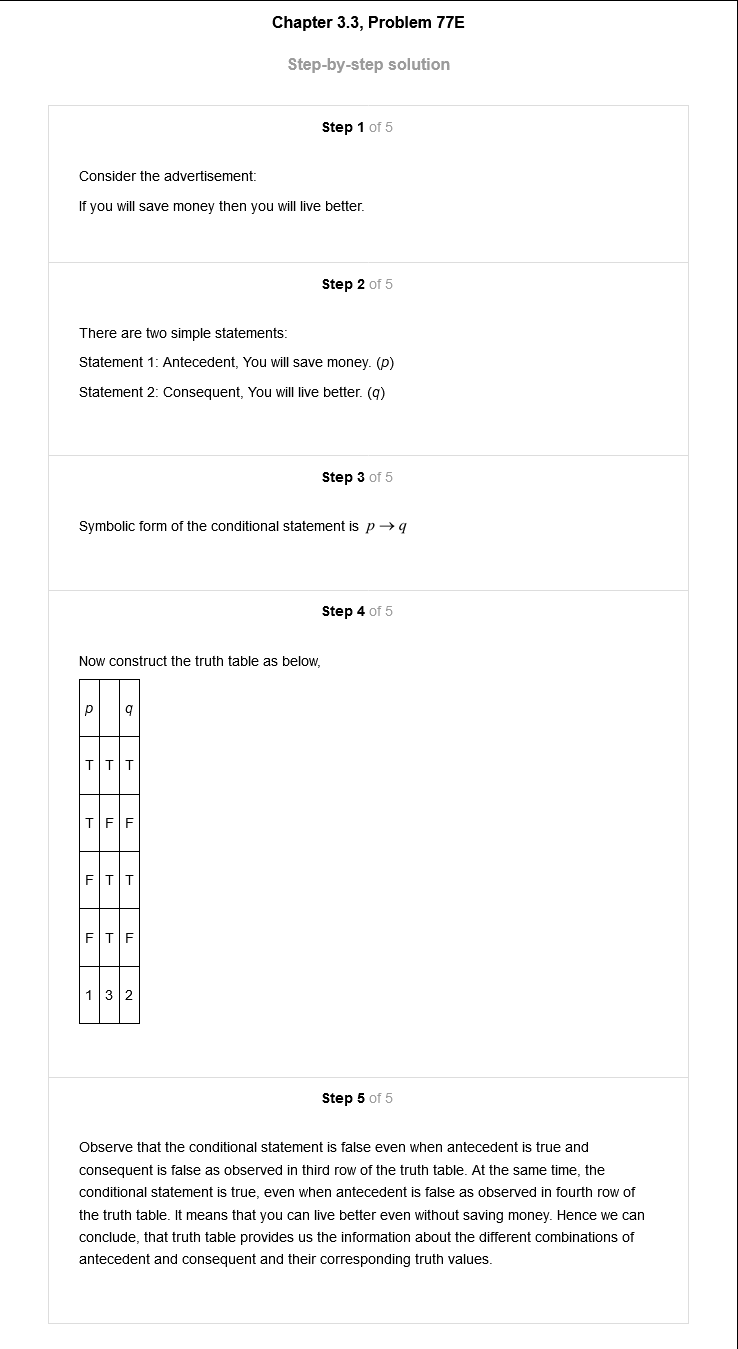 Chapter 3.3, Problem 77E
Step-by-step solution
Step 1 of 5
Consider the advertisement:
If you will save money then you will live better.
Step 2 of 5
There are two simple statements:
Statement 1: Antecedent, You will save money. (p)
Statement 2: Consequent, You will live better. (q)
Step 3 of 5
Symbolic form of the conditional statement is p → q
Step 4 of 5
Now construct the truth table as below,
p q
T T T
T F F
F T T
F T F
1 3 2
Step 5 of 5
Observe that the conditional statement is false even when antecedent is true and
consequent is false as observed in third row of the truth table. At the same time, the
conditional statement is true, even when antecedent is false as observed in fourth row of
the truth table. It means that you can live better even without saving money. Hence we can
conclude, that truth table provides us the information about the different combinations of
antecedent and consequent and their corresponding truth values.